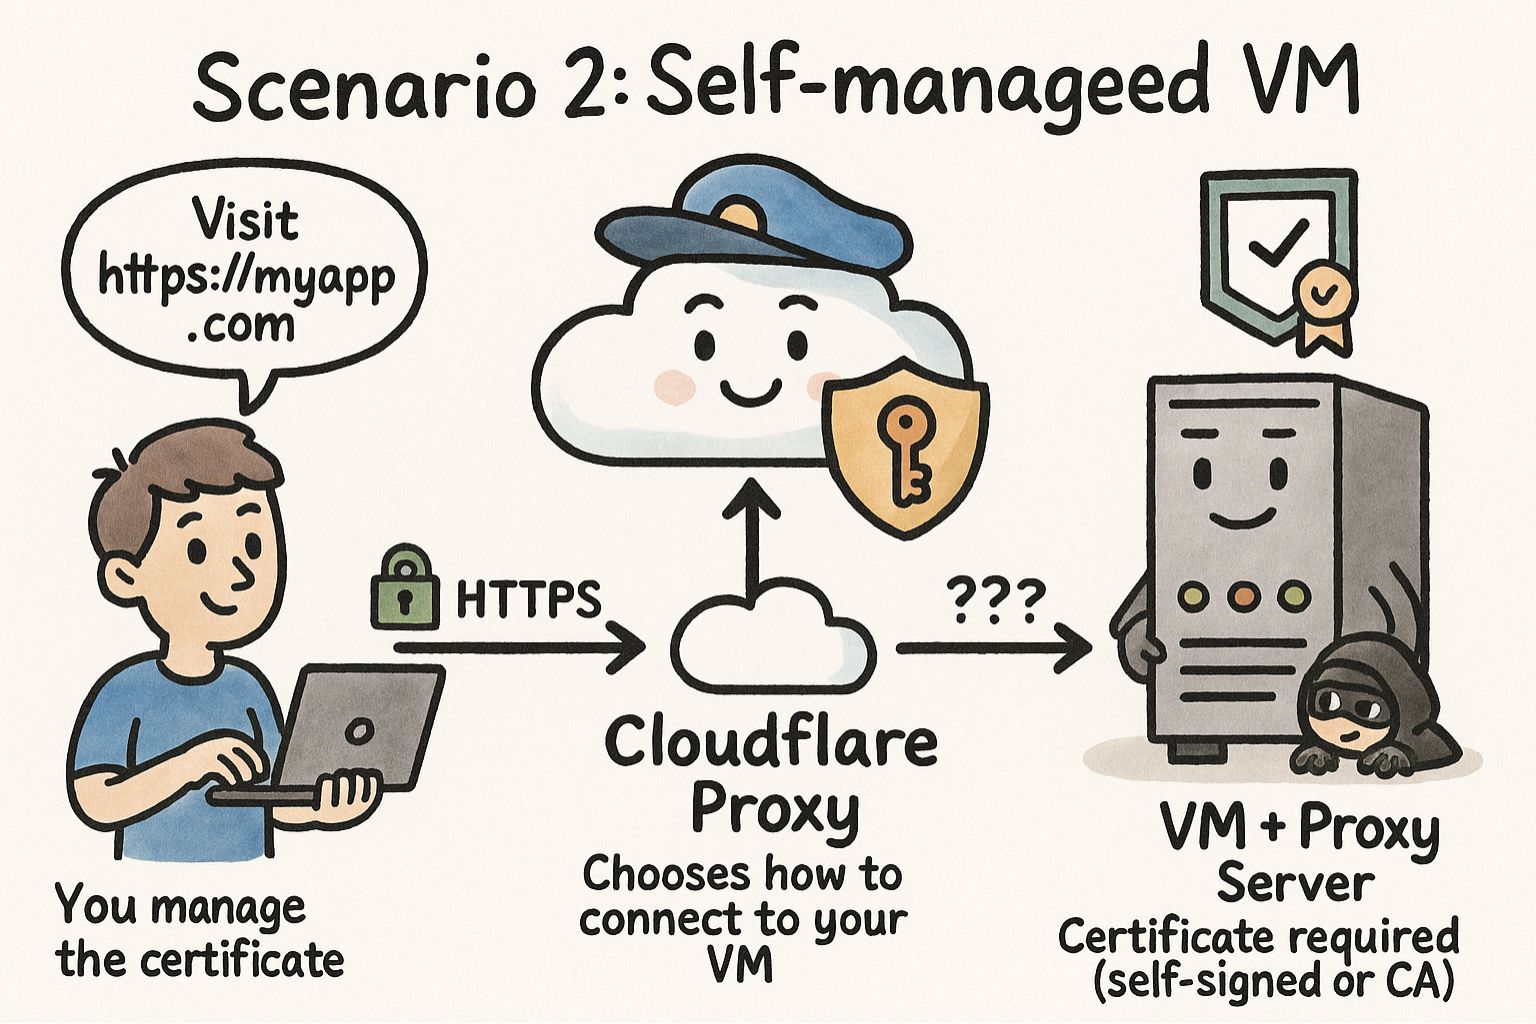 Scenario 2: Self-manageed VM
Visit
https://myapp
.com
HTTPS
???
Cloudflare
Proxy
Chooses how to
connect to your
VM
You manage
the certificate
VM + Proxy
Server
Certificate required
(self-signed or CA)